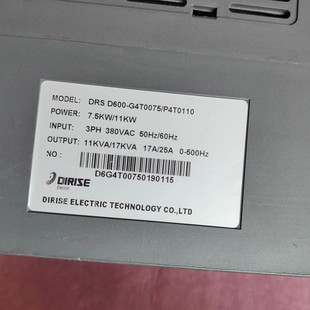 MODEL: DRS D600-G4T0075/P4T0110
POWER: 7.5KW/11KW
INPUT: 3PH 380VAC 50Hz/60Hz
OUTPUT: 11KVA/17KVA 17A/25A 0-500Hz
NO :
D6G4T00750190115
DIRISE
DIRISE ELECTRIC TECHNOLOGY CO.,LTD